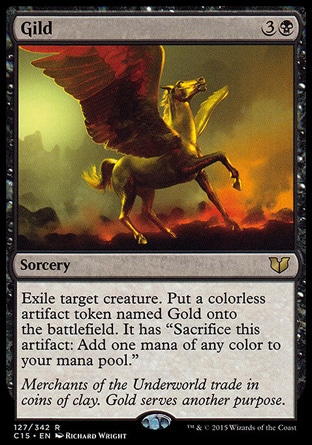 Gild 3
Sorcery
Exile target creature. Put a colorless
artifact token named Gold onto
the battlefield. It has “Sacrifice this
artifact: Add one mana of any color to
your mana pool.”
Merchants of the Underworld trade in
coins of clay. Gold serves another purpose.
127/342 R
C15 • EN Richard Wright ™ & © 2015 Wizards of the Coast